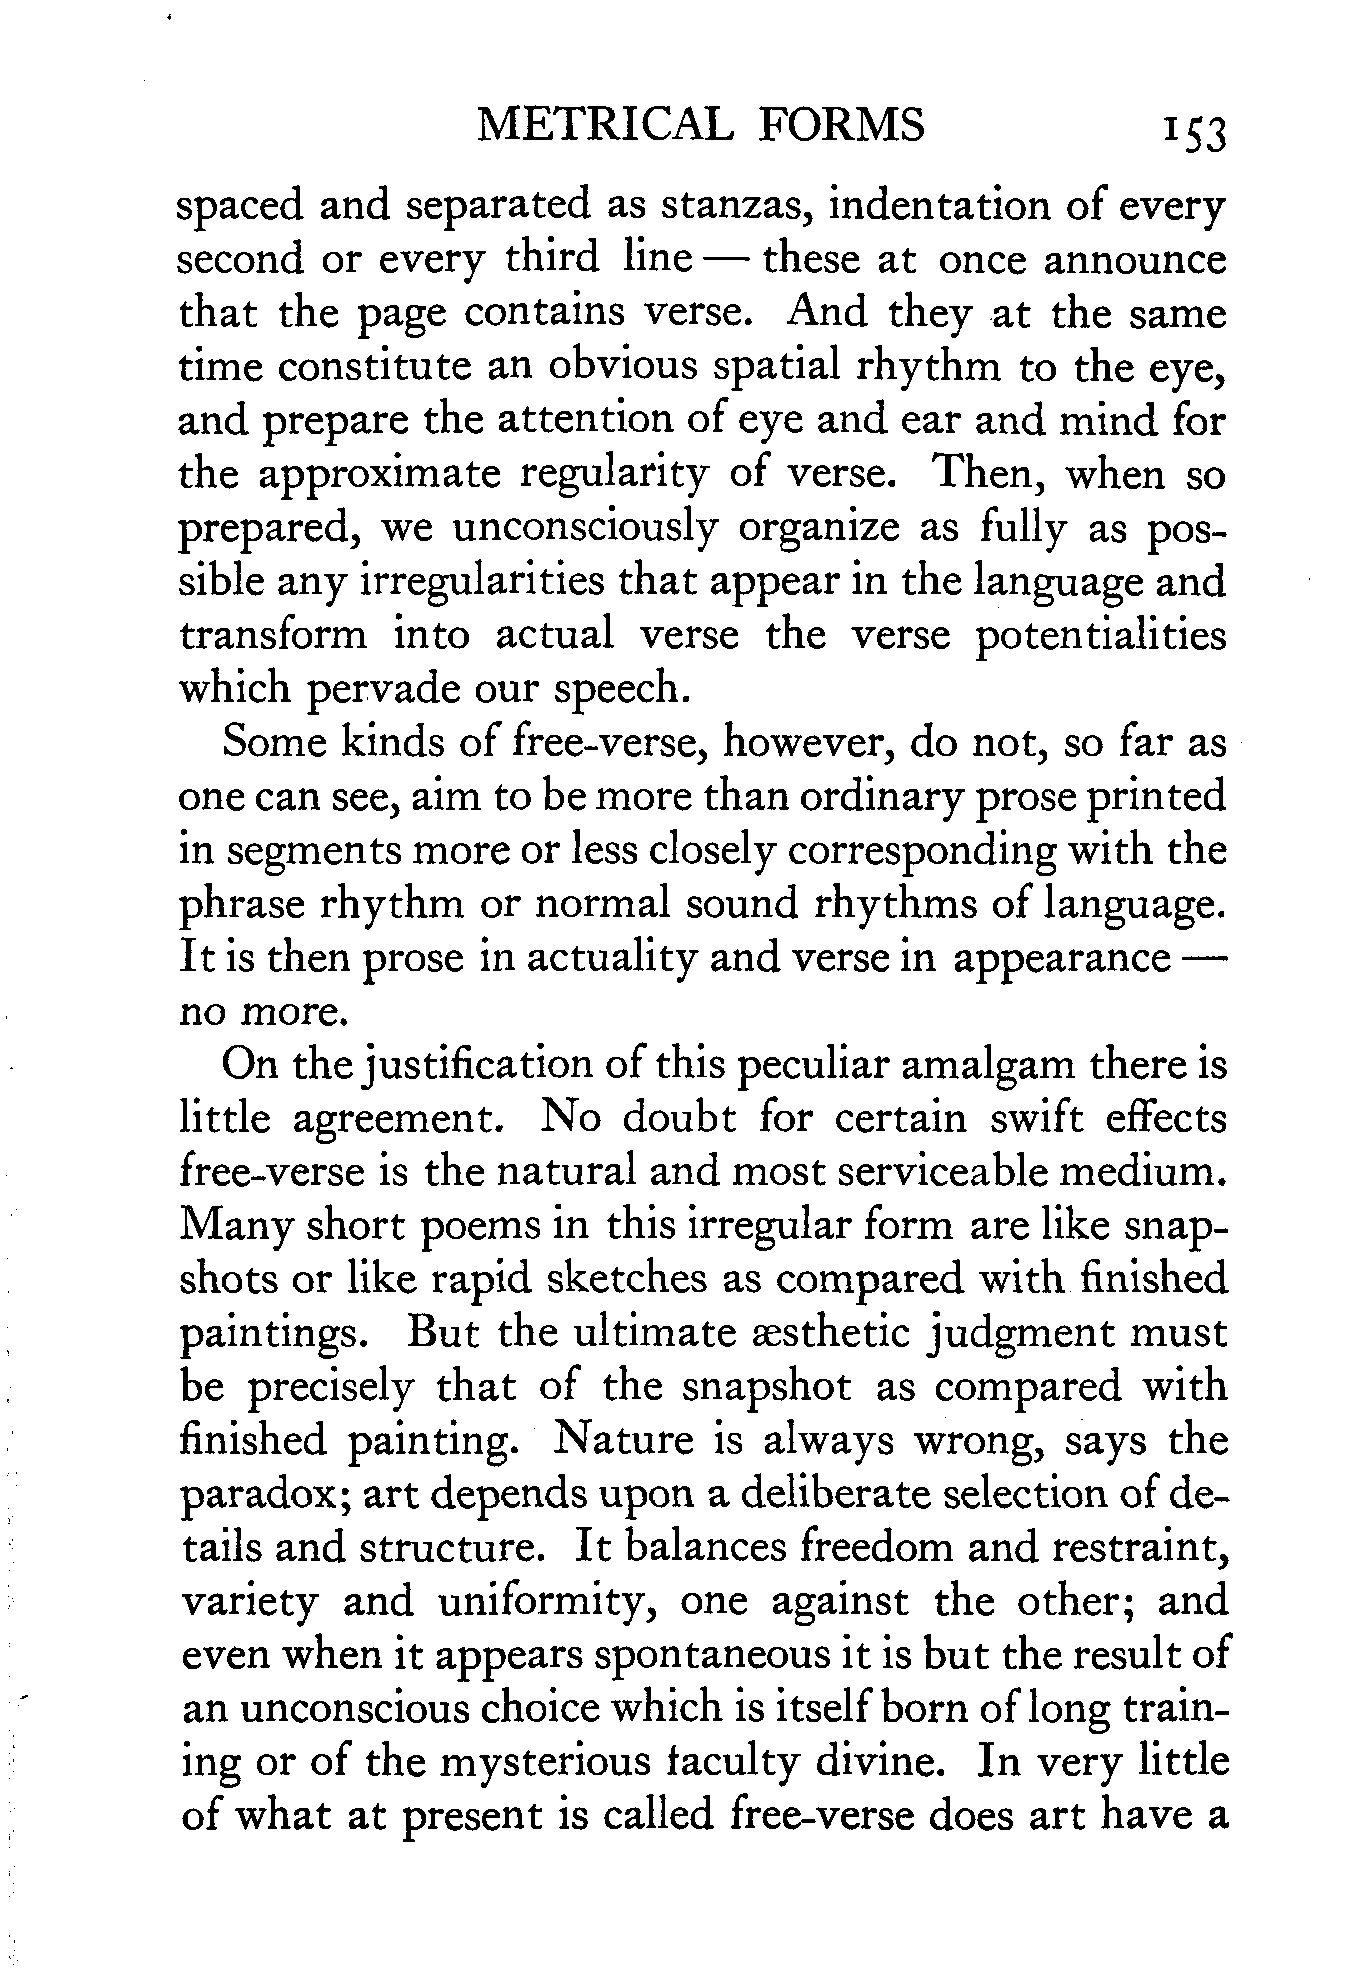 METRICAL FORMS 153
spaced and separated as stanzas, indentation of every
second or every third line — these at once announce
that the page contains verse. And they at the same
time constitute an obvious spatial rhythm to the eye,
and prepare the attention of eye and ear and mind for
the approximate regularity of verse. Then, when so
prepared, we unconsciously organize as fully as pos-
sible any irregularities that appear in the language and
transform into actual verse the verse potentialities
which pervade our speech.
Some kinds of free-verse, however, do not, so far as
one can see, aim to be more than ordinary prose printed
in segments more or less closely corresponding with the
phrase rhythm or normal sound rhythms of language.
It is then prose in actuality and verse in appearance —
no more.
On the justification of this peculiar amalgam there is
little agreement. No doubt for certain swift effects
free-verse is the natural and most serviceable medium.
Many short poems in this irregular form are like snap-
shots or like rapid sketches as compared with finished
paintings. But the ultimate æsthetic judgment must
be precisely that of the snapshot as compared with
finished painting. Nature is always wrong, says the
paradox; art depends upon a deliberate selection of de-
tails and structure. It balances freedom and restraint,
variety and uniformity, one against the other; and
even when it appears spontaneous it is but the result of
an unconscious choice which is itself born of long train-
ing or of the mysterious faculty divine. In very little
of what at present is called free-verse does art have a